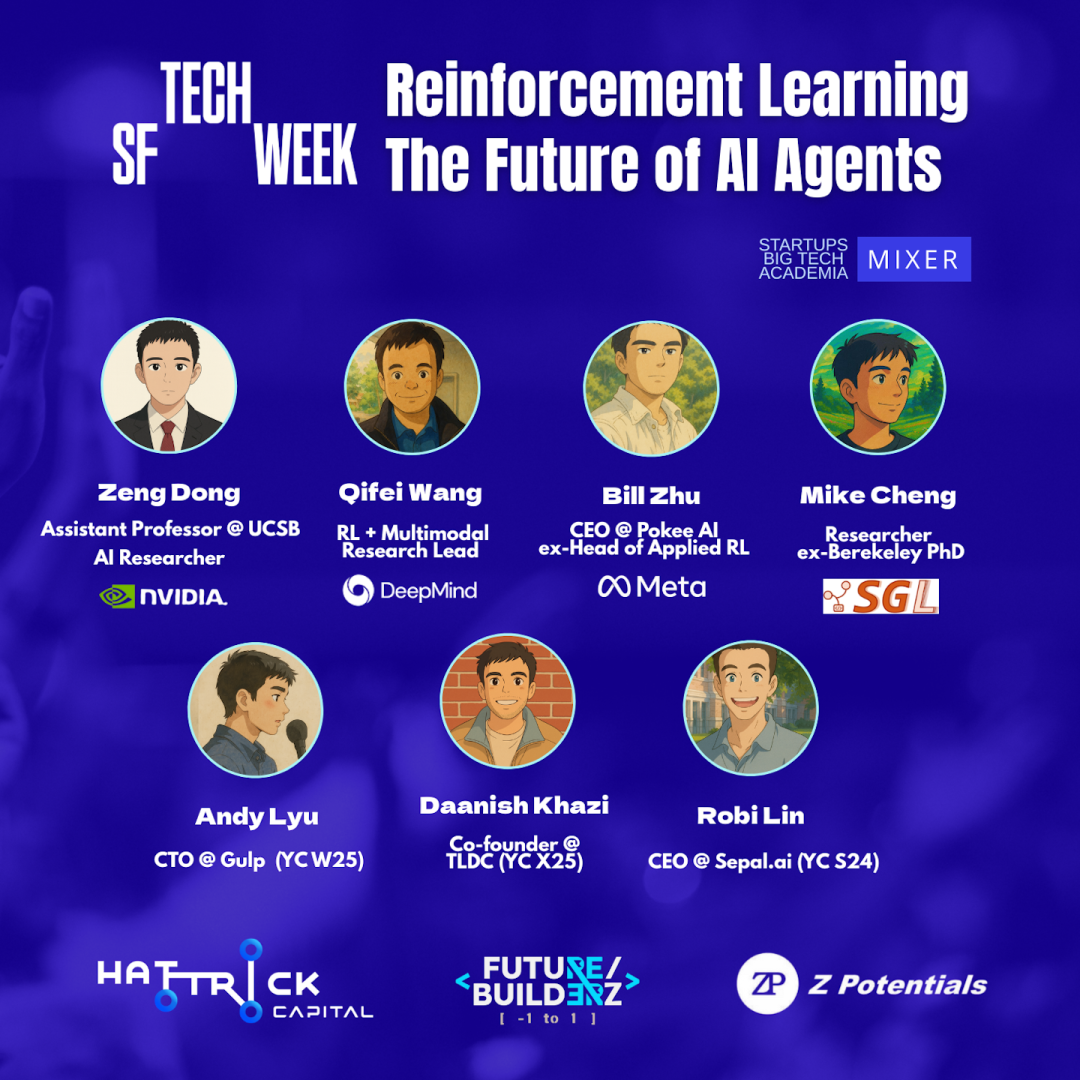 SF TECH WEEK
Reinforcement Learning
The Future of AI Agents
STARTUPS
BIG TECH
ACADEMIA
MIXER
Zeng Dong
Assistant Professor @ UCSB
AI Researcher
NVIDIA.
Qifei Wang
RL + Multimodal
Research Lead
DeepMind
Bill Zhu
CEO @ Pokee AI
ex-Head of Applied RL
Meta
Mike Cheng
Researcher
ex-Berekeley PhD
SGL
Andy Lyu
CTO @ Gulp (YC W25)
Daanish Khazi
Co-founder @
TLDC (YC X25)
Robi Lin
CEO @ Sepal.ai (YC S24)
HATTRICK
CAPITAL
<FUTURE/
BUILDERZ>
[ -1 to 1 ]
ZP Z Potentials